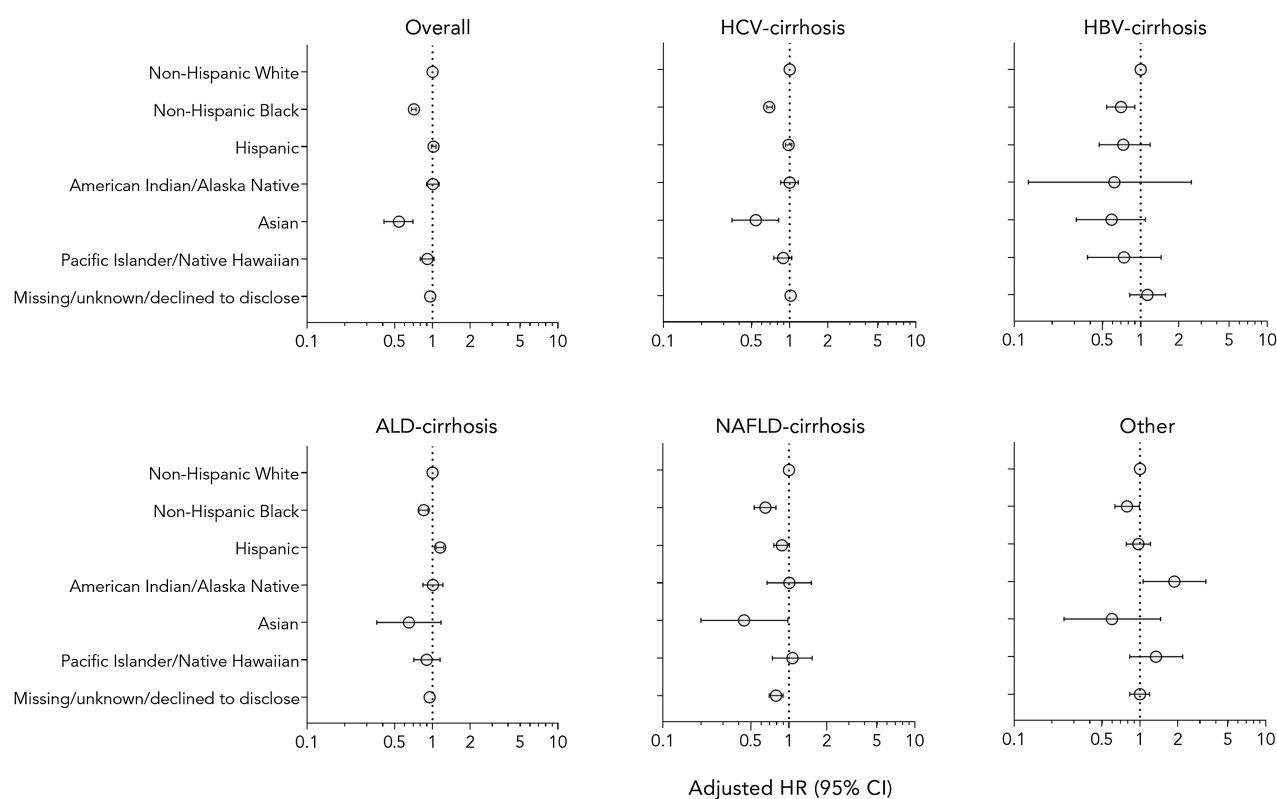 Overall
HCV-cirrhosis
HBV-cirrhosis
Non-Hispanic White
Non-Hispanic Black
Hispanic
American Indian/Alaska Native
Asian
Pacific Islander/Native Hawaiian
Missing/unknown/declined to disclose
0.1 0.5 1 2 5 10
0.1 0.5 1 2 5 10
0.1 0.5 1 2 5 10
ALD-cirrhosis
NAFLD-cirrhosis
Other
Non-Hispanic White
Non-Hispanic Black
Hispanic
American Indian/Alaska Native
Asian
Pacific Islander/Native Hawaiian
Missing/unknown/declined to disclose
0.1 0.5 1 2 5 10
0.1 0.5 1 2 5 10
0.1 0.5 1 2 5 10
Adjusted HR (95% CI)